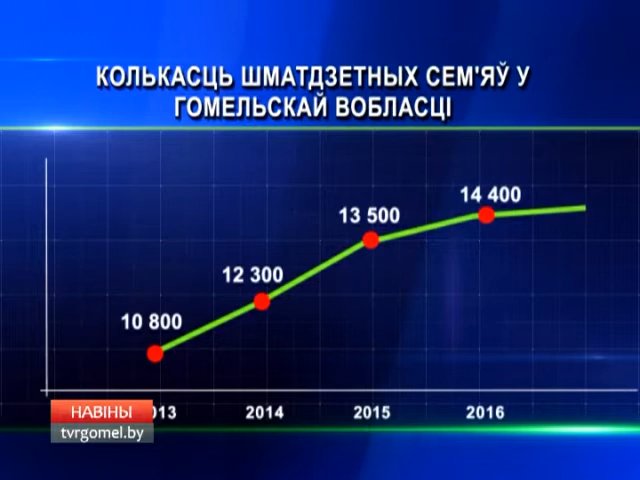 КОЛЬКАСЦЬ ШМАТДЗЕТНЫХ СЕМ'ЯЎ У
ГОМЕЛЬСКАЙ ВОБЛАСЦІ
14 400
13 500
12 300
10 800
013 2014 2015 2016
НАВІНЫ
tvrgomel.by